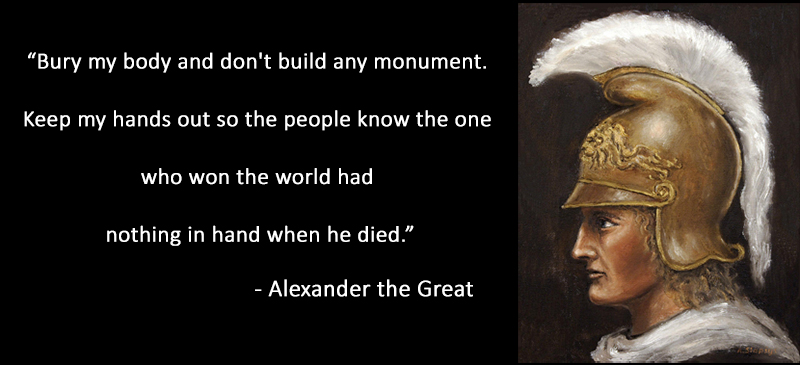 “Bury my body and don't build any monument.
Keep my hands out so the people know the one
who won the world had
nothing in hand when he died.”
- Alexander the Great